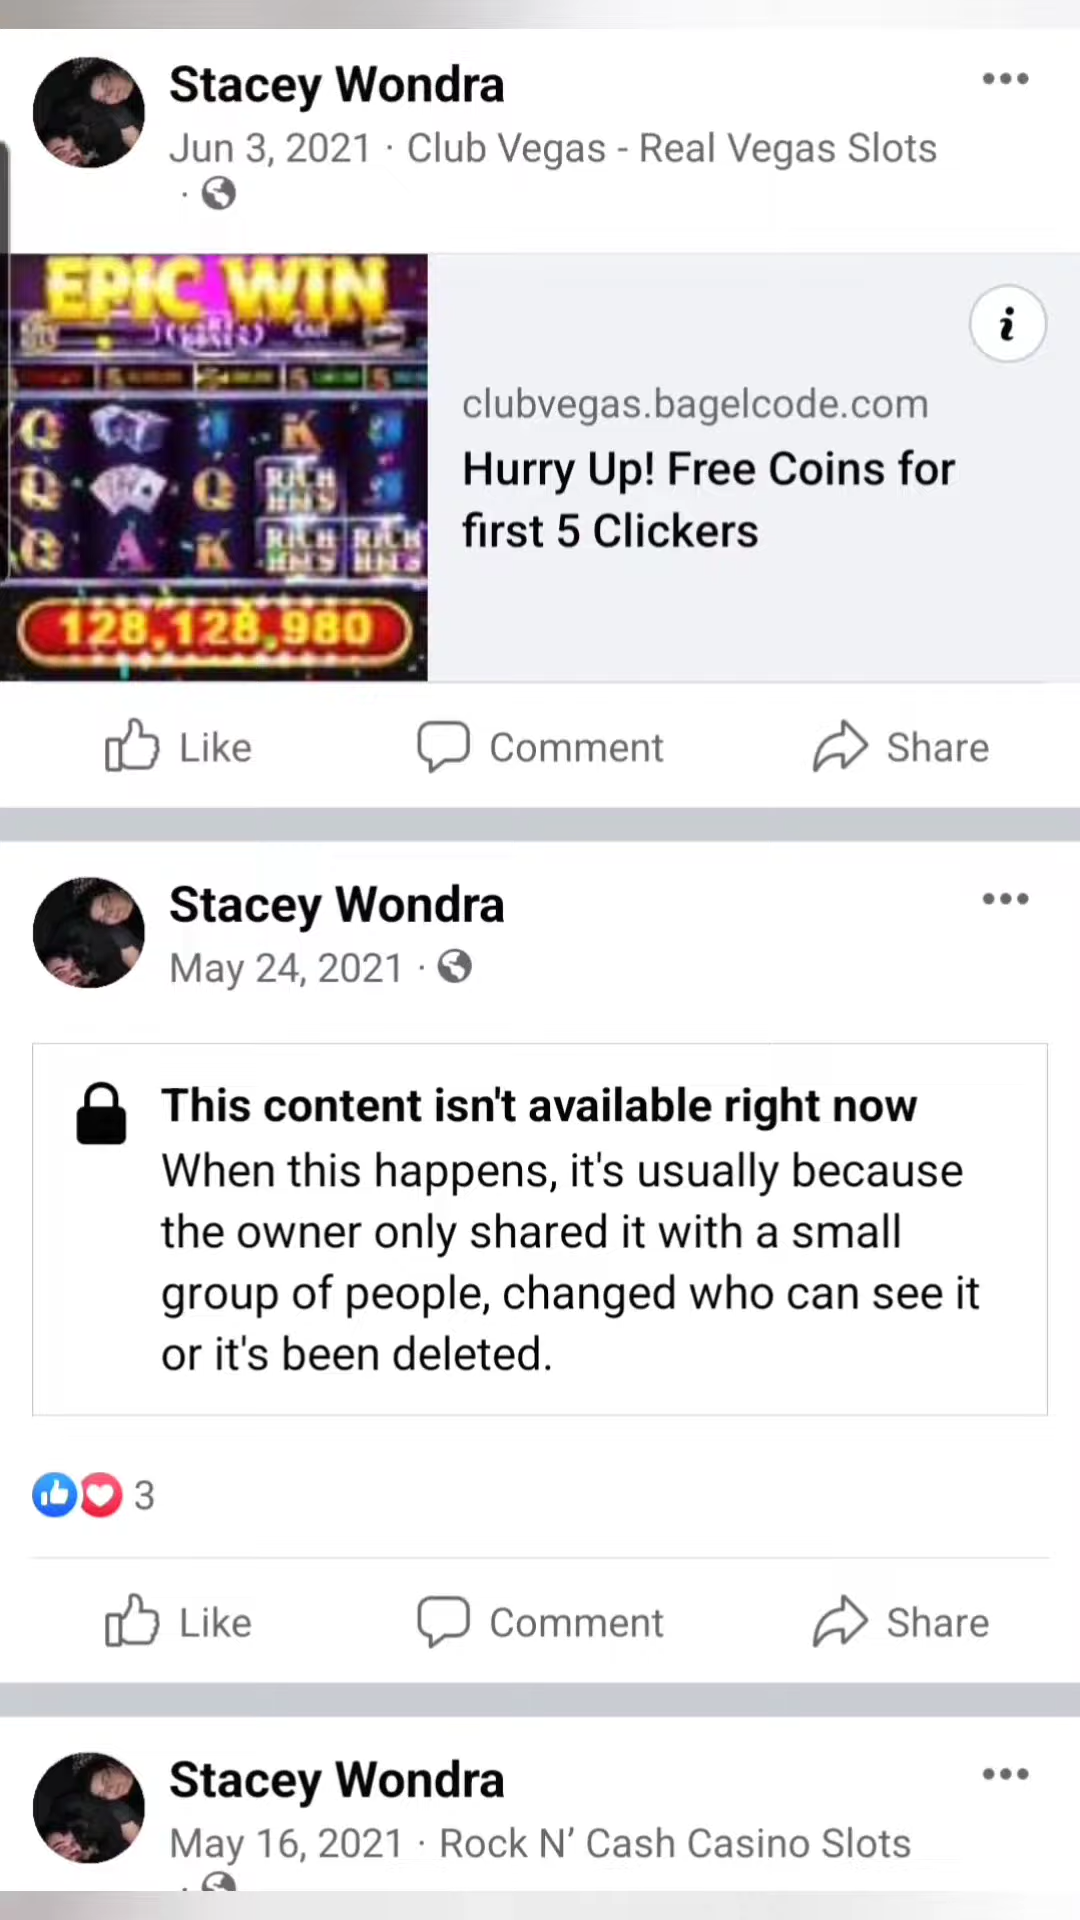 Stacey Wondra
Jun 3, 2021 · Club Vegas - Real Vegas Slots
EPIC WIN
Q K
Q Q RICH
Q A K RICH RICH
128,128,980
clubvegas.bagelcode.com
Hurry Up! Free Coins for
first 5 Clickers
Like Comment Share
Stacey Wondra
May 24, 2021 ·
This content isn't available right now
When this happens, it's usually because
the owner only shared it with a small
group of people, changed who can see it
or it's been deleted.
3
Like Comment Share
Stacey Wondra
May 16, 2021 · Rock N' Cash Casino Slots